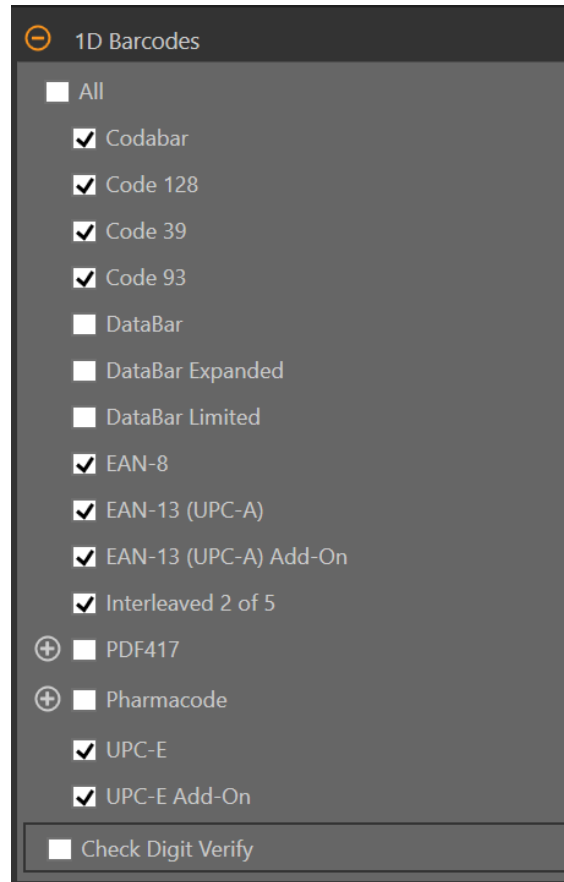 1D Barcodes
All
Codabar
Code 128
Code 39
Code 93
DataBar
DataBar Expanded
DataBar Limited
EAN-8
EAN-13 (UPC-A)
EAN-13 (UPC-A) Add-On
Interleaved 2 of 5
PDF417
Pharmacode
UPC-E
UPC-E Add-On
Check Digit Verify